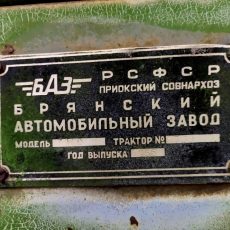 БАЗ РСФСР
ПРИОКСКИЙ СОВНАРХОЗ
БРЯНСКИЙ
АВТОМОБИЛЬНЫЙ ЗАВОД
МОДЕЛЬ ТРАКТОР №
ГОД ВЫПУСКА